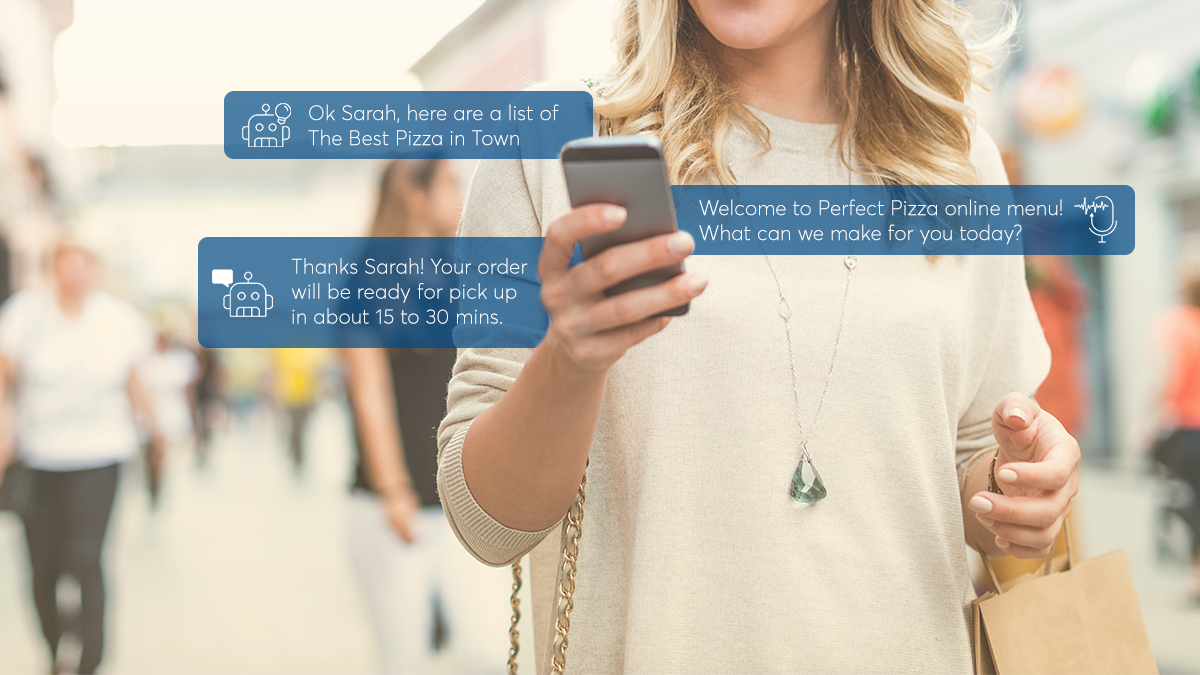 Ok Sarah, here are a list of
The Best Pizza in Town
Welcome to Perfect Pizza online menu!
What can we make for you today?
Thanks Sarah! Your order
will be ready for pick up
in about 15 to 30 mins.